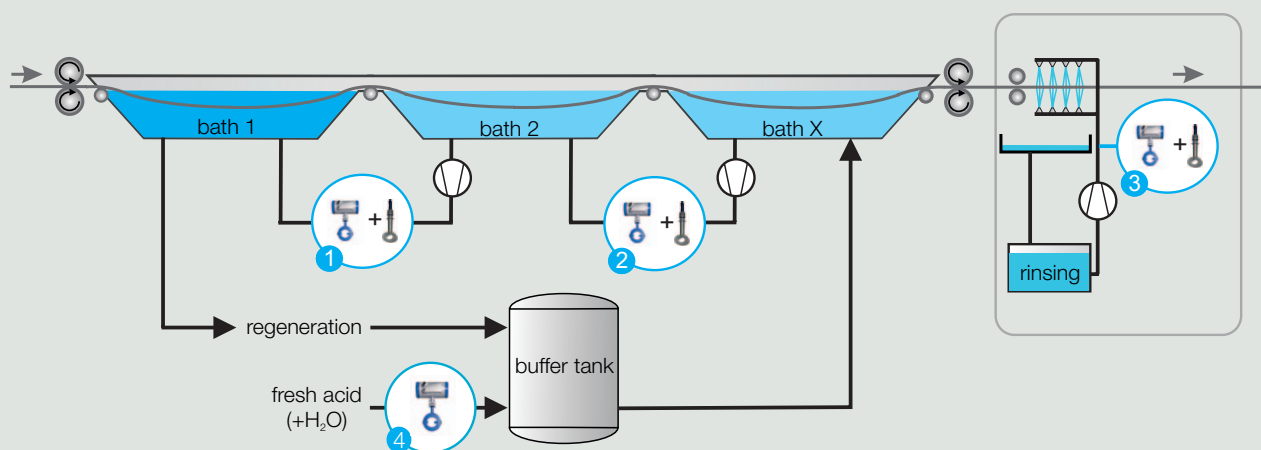 bath 1
bath 2
bath X
+
1
+
2
+
3
rinsing
regeneration
buffer tank
fresh acid
(+H₂O)
4